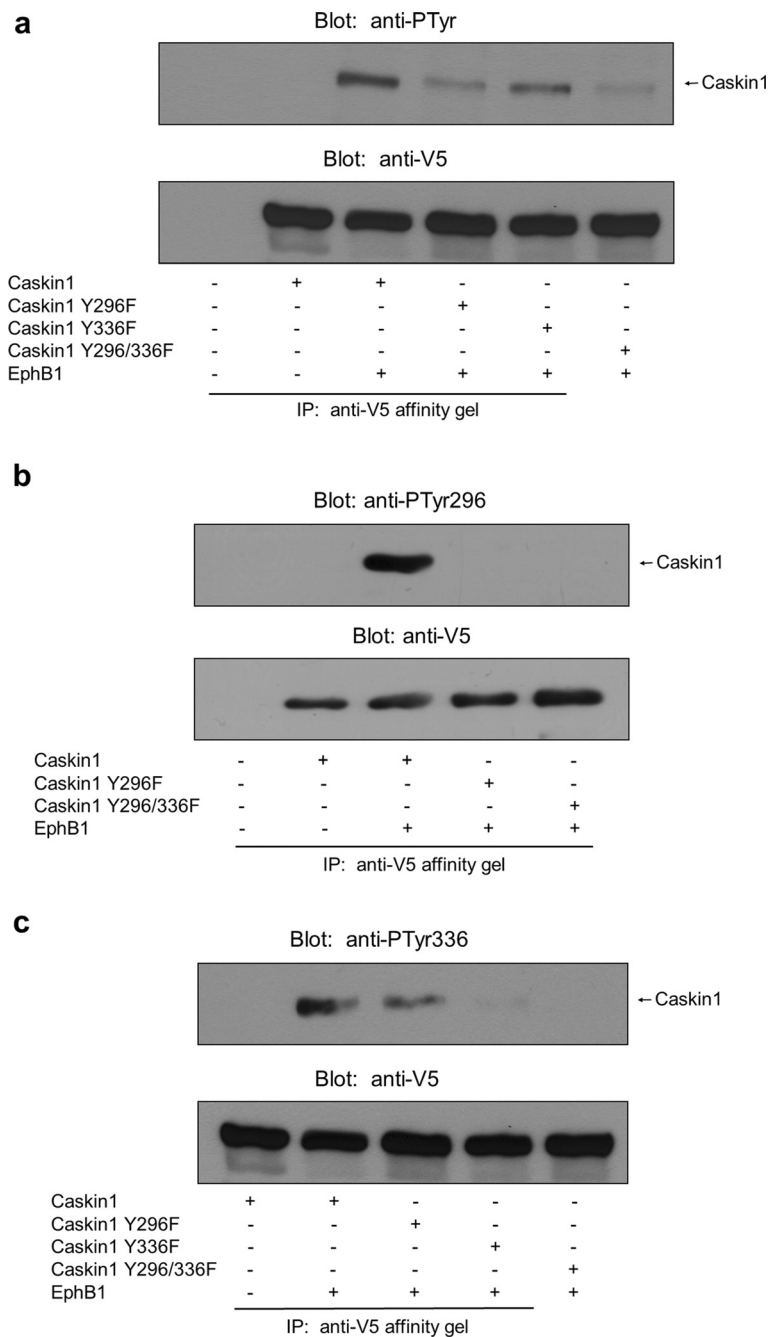 a
Blot: anti-PTyr
←Caskin1
Blot: anti-V5
Caskin1 - + + - - -
Caskin1 Y296F - - - + - -
Caskin1 Y336F - - - - + -
Caskin1 Y296/336F - - - - - +
EphB1 - - + + + +
IP: anti-V5 affinity gel
b
Blot: anti-PTyr296
←Caskin1
Blot: anti-V5
Caskin1 - + + - -
Caskin1 Y296F - - - + -
Caskin1 Y296/336F - - - - +
EphB1 - - + + +
IP: anti-V5 affinity gel
c
Blot: anti-PTyr336
←Caskin1
Blot: anti-V5
Caskin1 + + - - -
Caskin1 Y296F - - + - -
Caskin1 Y336F - - - + -
Caskin1 Y296/336F - - - - +
EphB1 - + + + +
IP: anti-V5 affinity gel